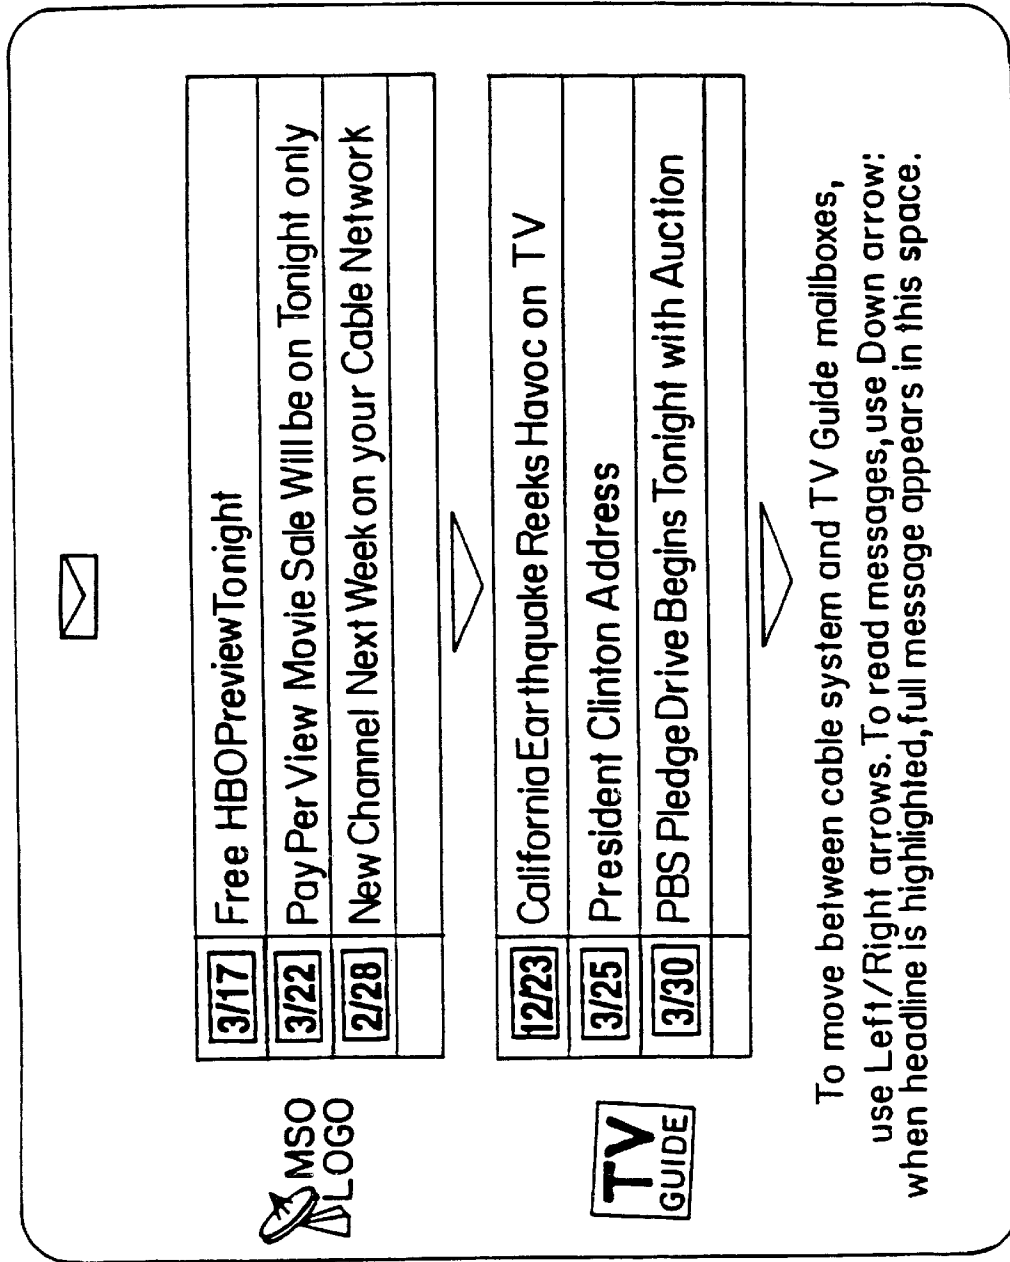 MSO
LOGO
3/17 Free HBO Preview Tonight
3/22 Pay Per View Movie Sale Will be on Tonight only
2/28 New Channel Next Week on your Cable Network
TV
GUIDE
12/23 California Earthquake Reeks Havoc on TV
3/25 President Clinton Address
3/30 PBS Pledge Drive Begins Tonight with Auction
To move between cable system and TV Guide mailboxes,
use Left/Right arrows. To read messages, use Down arrow:
when headline is highlighted, full message appears in this space.